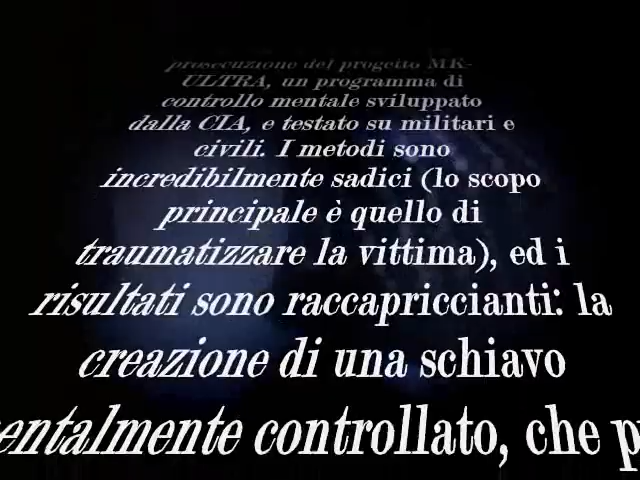 prosecuzione del progetto MK-
ULTRA, un programma di
controllo mentale sviluppato
dalla CIA, e testato su militari e
civili. I metodi sono
incredibilmente sadici (lo scopo
principale è quello di
traumatizzare la vittima), ed i
risultati sono raccapriccianti: la
creazione di una schiavo
entalmente controllato, che p